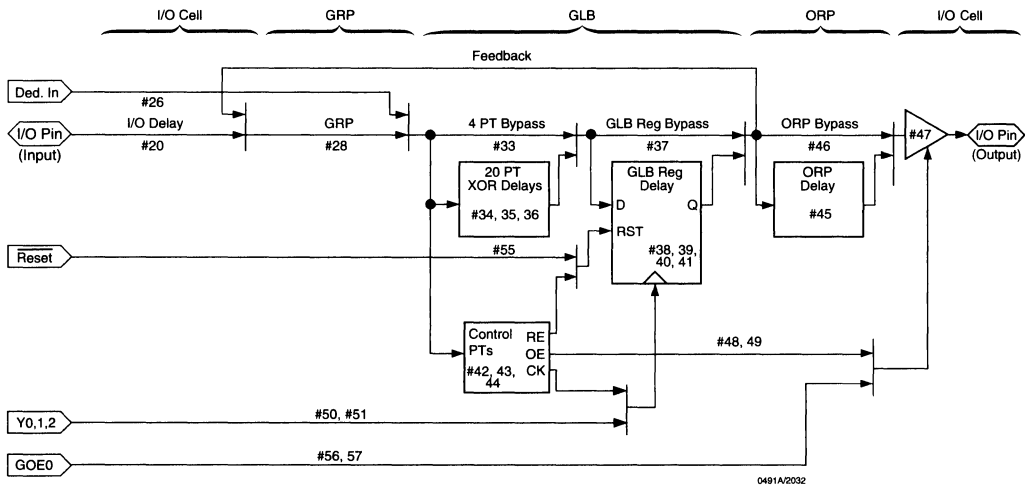 I/O Cell GRP GLB ORP I/O Cell
Feedback
Ded. In
#26
I/O Pin
(Input)
I/O Delay
#20
GRP
#28
4 PT Bypass
#33
GLB Reg Bypass
#37
ORP Bypass
#46
#47
I/O Pin
(Output)
20 PT
XOR Delays
#34, 35, 36
GLB Reg
Delay
D Q
RST
#38, 39,
40, 41
ORP
Delay
#45
Reset
#55
Control
PTs
#42, 43,
44
RE
OE
CK
#48, 49
Y0,1,2
#50, #51
GOE0
#56, 57
0491A/2032